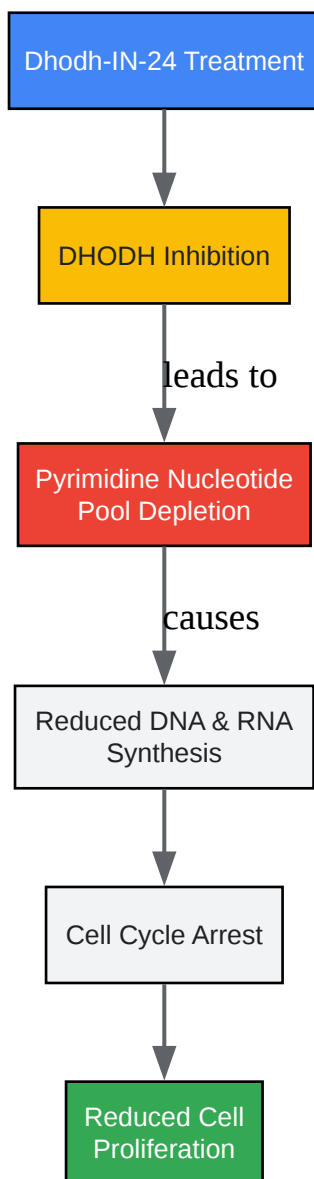 Dhodh-IN-24 Treatment
DHODH Inhibition
leads to
Pyrimidine Nucleotide
Pool Depletion
causes
Reduced DNA & RNA
Synthesis
Cell Cycle Arrest
Reduced Cell
Proliferation